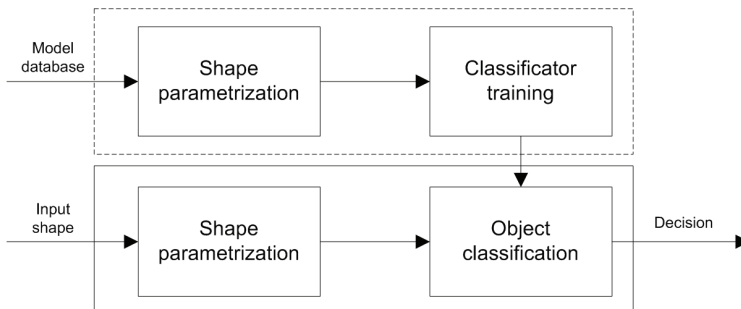 Model
database
Shape
parametrization
Classificator
training
Input
shape
Shape
parametrization
Object
classification
Decision